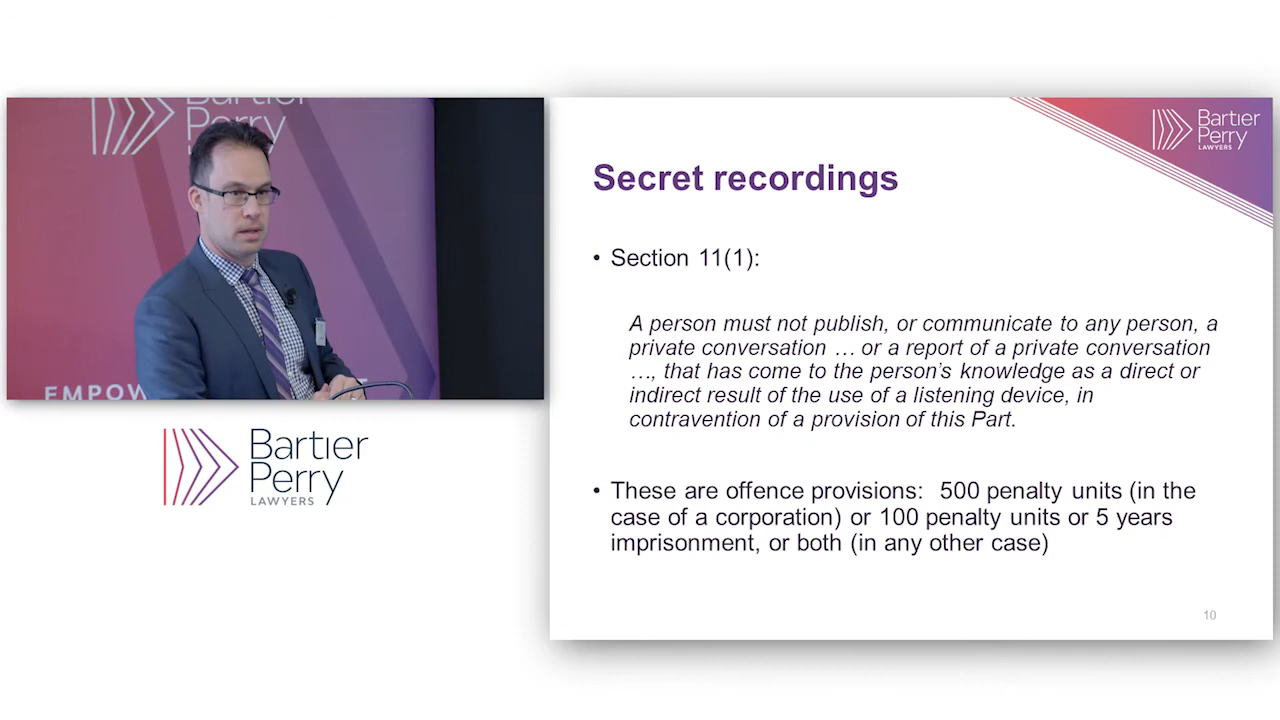 Bartier
Perry
EMPOW
Bartier
Perry
LAWYERS
Bartier
Perry
LAWYERS
Secret recordings
• Section 11(1):
A person must not publish, or communicate to any person, a
private conversation … or a report of a private conversation
…, that has come to the person’s knowledge as a direct or
indirect result of the use of a listening device, in
contravention of a provision of this Part.
• These are offence provisions:  500 penalty units (in the
case of a corporation) or 100 penalty units or 5 years
imprisonment, or both (in any other case)
10